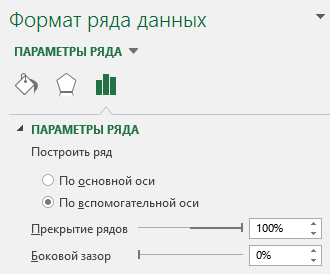 Формат ряда данных
ПАРАМЕТРЫ РЯДА
ПАРАМЕТРЫ РЯДА
Построить ряд
По основной оси
По вспомогательной оси
Прекрытие рядов 100%
Боковой зазор 0%